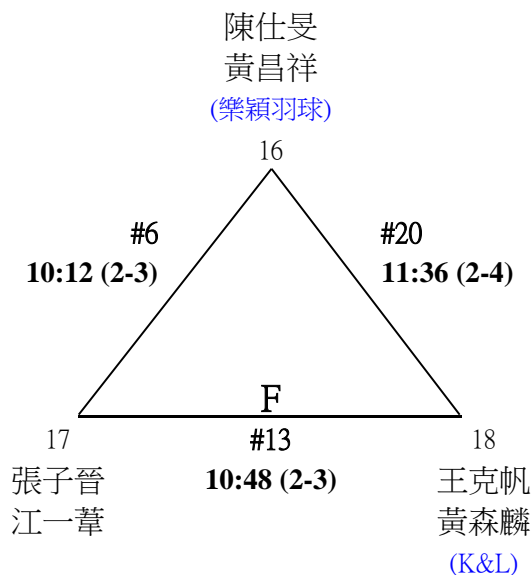 陳仕旻
黃昌祥
(樂穎羽球)
16
#6
#20
10:12 (2-3)
11:36 (2-4)
F
17
#13
18
張子晉
10:48 (2-3)
王克帆
江一葦
黃森麟
(K&L)